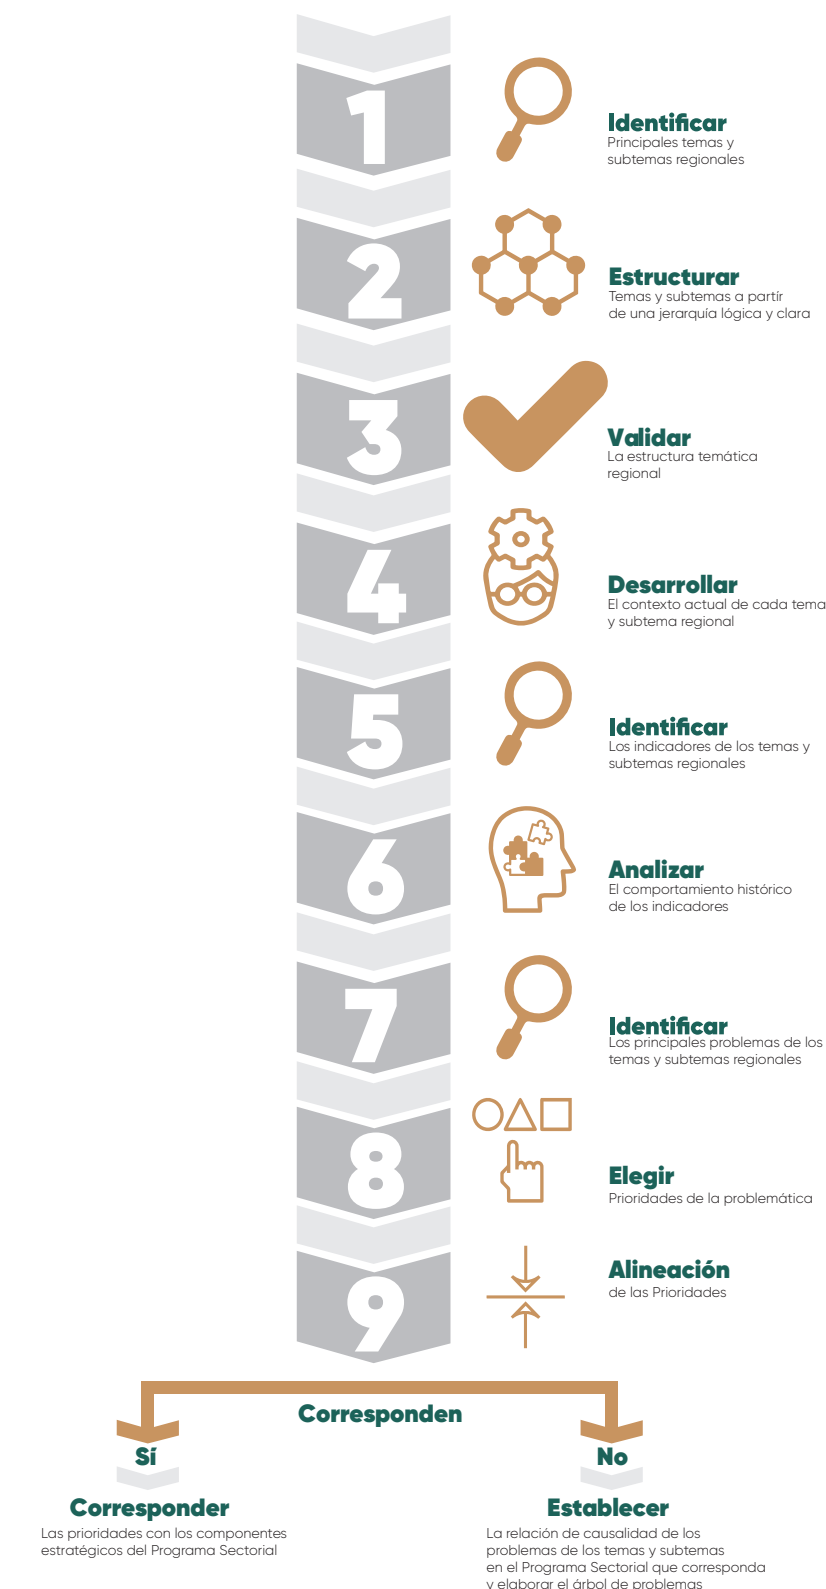 1
Identificar
Principales temas y
subtemas regionales
2
Estructurar
Temas y subtemas a partír
de una jerarquía lógica y clara
3
Validar
La estructura temática
regional
4
Desarrollar
El contexto actual de cada tema
y subtema regional
5
Identificar
Los indicadores de los temas y
subtemas regionales
6
Analizar
El comportamiento histórico
de los indicadores
7
Identificar
Los principales problemas de los
temas y subtemas regionales
8
Elegir
Prioridades de la problemática
9
Alineación
de las Prioridades
Corresponden
Sí
Corresponder
Las prioridades con los componentes
estratégicos del Programa Sectorial
No
Establecer
La relación de causalidad de los
problemas de los temas y subtemas
en el Programa Sectorial que corresponda
y elaborar el árbol de problemas